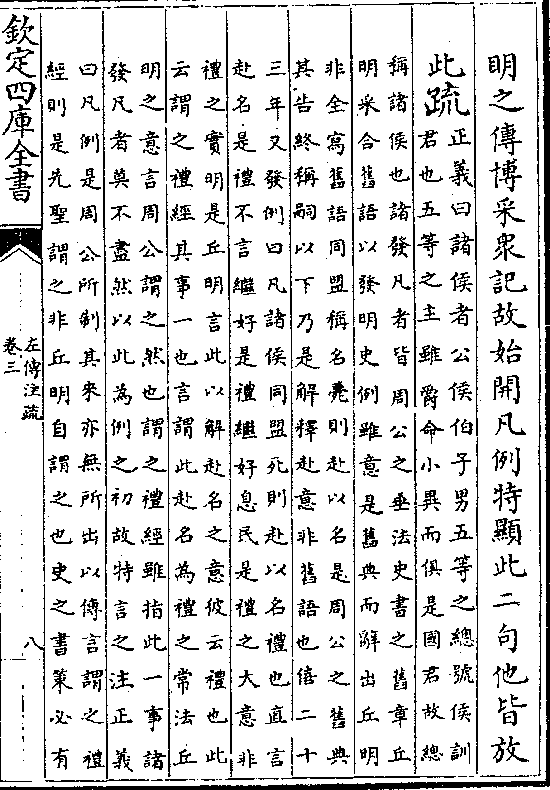 明之傳博采衆記故始開凡例特顯此二句他皆放
此疏
正義曰諸侯者公侯伯子男五等之總號侯訓
君也五等之主雖爵命小異而俱是國君故總
稱諸侯也諸發凡者皆周公之垂法史書之舊章丘
明采合舊語以發明史例雖意是舊典而辭出丘明
非全寫舊語同盟稱名薨則赴以名是周公之舊典
其告終稱嗣以下乃是解釋赴意非舊語也僖二十
三年又發例曰凡諸侯同盟死則赴以名禮也直言
赴名是禮不言繼好是禮繼好息民是禮之大意非
禮之實明是丘明言此以解赴名之意彼云禮也此
云謂之禮經其事一也言謂此赴名為禮之常法丘
明之意言周公謂之然也謂之禮經雖指此一事諸
發凡者莫不盡然以此為例之初故特言之注正義
曰凡例是周公所制其來亦無所出以傳言謂之禮
經則是先聖謂之非丘明自謂之也史之書策必有
欽定四庫全書
左傳注疏
卷三
八